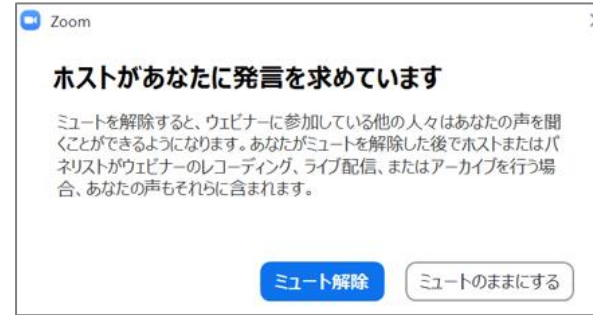 Zoom
ホストがあなたに発言を求めています
ミュートを解除すると、ウェビナーに参加している他の人々はあなたの声を聞
くことができるようになります。あなたがミュートを解除した後でホストまたはパ
ネリストがウェビナーのレコーディング、ライブ配信、またはアーカイブを行う場
合、あなたの声もそれらに含まれます。
ミュート解除
ミュートのままにする